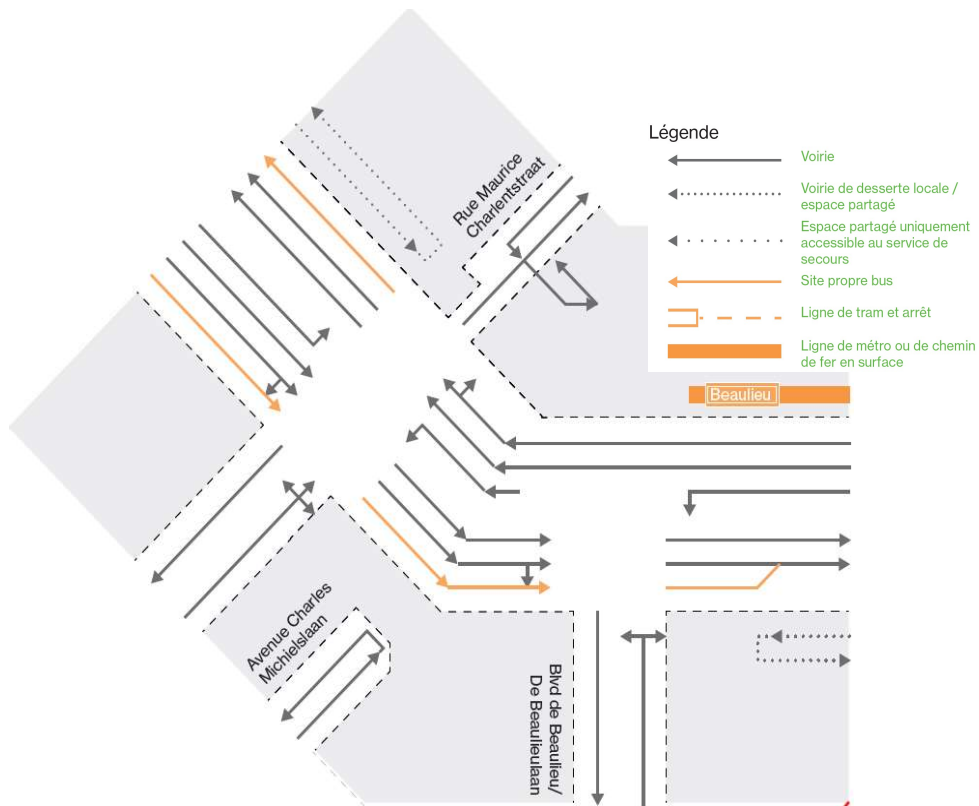 Légende
Voirie
Voirie de desserte locale /
espace partagé
Espace partagé uniquement
accessible au service de
secours
Site propre bus
Ligne de tram et arrêt
Ligne de métro ou de chemin
de fer en surface
Rue Maurice
Charlentstraat
Beaulieu
Avenue Charles
Michielslaan
Blvd de Beaulieu/
De Beaulieulaan